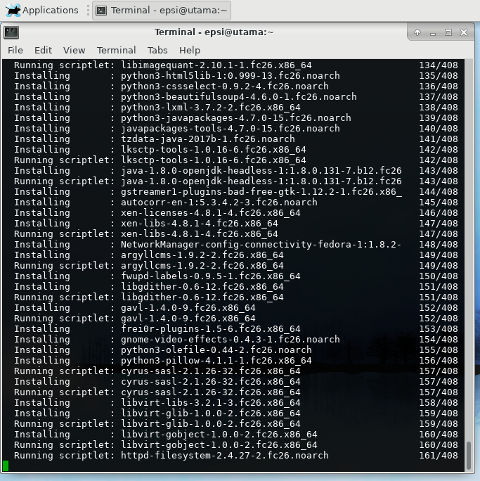 Applications Terminal - epsi@utama:~
Terminal - epsi@utama:~
File Edit View Terminal Tabs Help
Running scriptlet: libimagequant-2.10.1-1.fc26.x86_64 134/408
Installing : python3-html5lib-1:0.999-13.fc26.noarch 135/408
Installing : python3-cssselect-0.9.2-4.fc26.noarch 136/408
Installing : python3-beautifulsoup4-4.6.0-1.fc26.noarch 137/408
Installing : python3-lxml-3.7.2-2.fc26.x86_64 138/408
Installing : python3-javapackages-4.7.0-15.fc26.noarch 139/408
Installing : javapackages-tools-4.7.0-15.fc26.noarch 140/408
Installing : tzdata-java-2017b-1.fc26.noarch 141/408
Installing : lksctp-tools-1.0.16-6.fc26.x86_64 142/408
Running scriptlet: lksctp-tools-1.0.16-6.fc26.x86_64 142/408
Installing : java-1.8.0-openjdk-headless-1:1.8.0.131-7.b12.fc26 143/408
Running scriptlet: java-1.8.0-openjdk-headless-1:1.8.0.131-7.b12.fc26 143/408
Installing : gstreamer1-plugins-bad-free-gtk-1.12.2-1.fc26.x86_ 144/408
Installing : autocorr-en-1:5.3.4.2-3.fc26.noarch 145/408
Installing : xen-licenses-4.8.1-4.fc26.x86_64 146/408
Installing : xen-libs-4.8.1-4.fc26.x86_64 147/408
Running scriptlet: xen-libs-4.8.1-4.fc26.x86_64 147/408
Installing : NetworkManager-config-connectivity-fedora-1:1.8.2- 148/408
Installing : argyllcms-1.9.2-2.fc26.x86_64 149/408
Running scriptlet: argyllcms-1.9.2-2.fc26.x86_64 149/408
Installing : fwupd-labels-0.9.5-1.fc26.x86_64 150/408
Installing : libgdither-0.6-12.fc26.x86_64 151/408
Running scriptlet: libgdither-0.6-12.fc26.x86_64 151/408
Installing : gavl-1.4.0-9.fc26.x86_64 152/408
Running scriptlet: gavl-1.4.0-9.fc26.x86_64 152/408
Installing : frei0r-plugins-1.5-6.fc26.x86_64 153/408
Installing : gnome-video-effects-0.4.3-1.fc26.noarch 154/408
Installing : python3-olefile-0.44-2.fc26.noarch 155/408
Installing : python3-pillow-4.1.1-1.fc26.x86_64 156/408
Running scriptlet: cyrus-sasl-2.1.26-32.fc26.x86_64 157/408
Installing : cyrus-sasl-2.1.26-32.fc26.x86_64 157/408
Running scriptlet: cyrus-sasl-2.1.26-32.fc26.x86_64 157/408
Installing : libvirt-libs-3.2.1-3.fc26.x86_64 158/408
Installing : libvirt-glib-1.0.0-2.fc26.x86_64 159/408
Running scriptlet: libvirt-glib-1.0.0-2.fc26.x86_64 159/408
Installing : libvirt-gobject-1.0.0-2.fc26.x86_64 160/408
Running scriptlet: libvirt-gobject-1.0.0-2.fc26.x86_64 160/408
Running scriptlet: httpd-filesystem-2.4.27-2.fc26.noarch 161/408